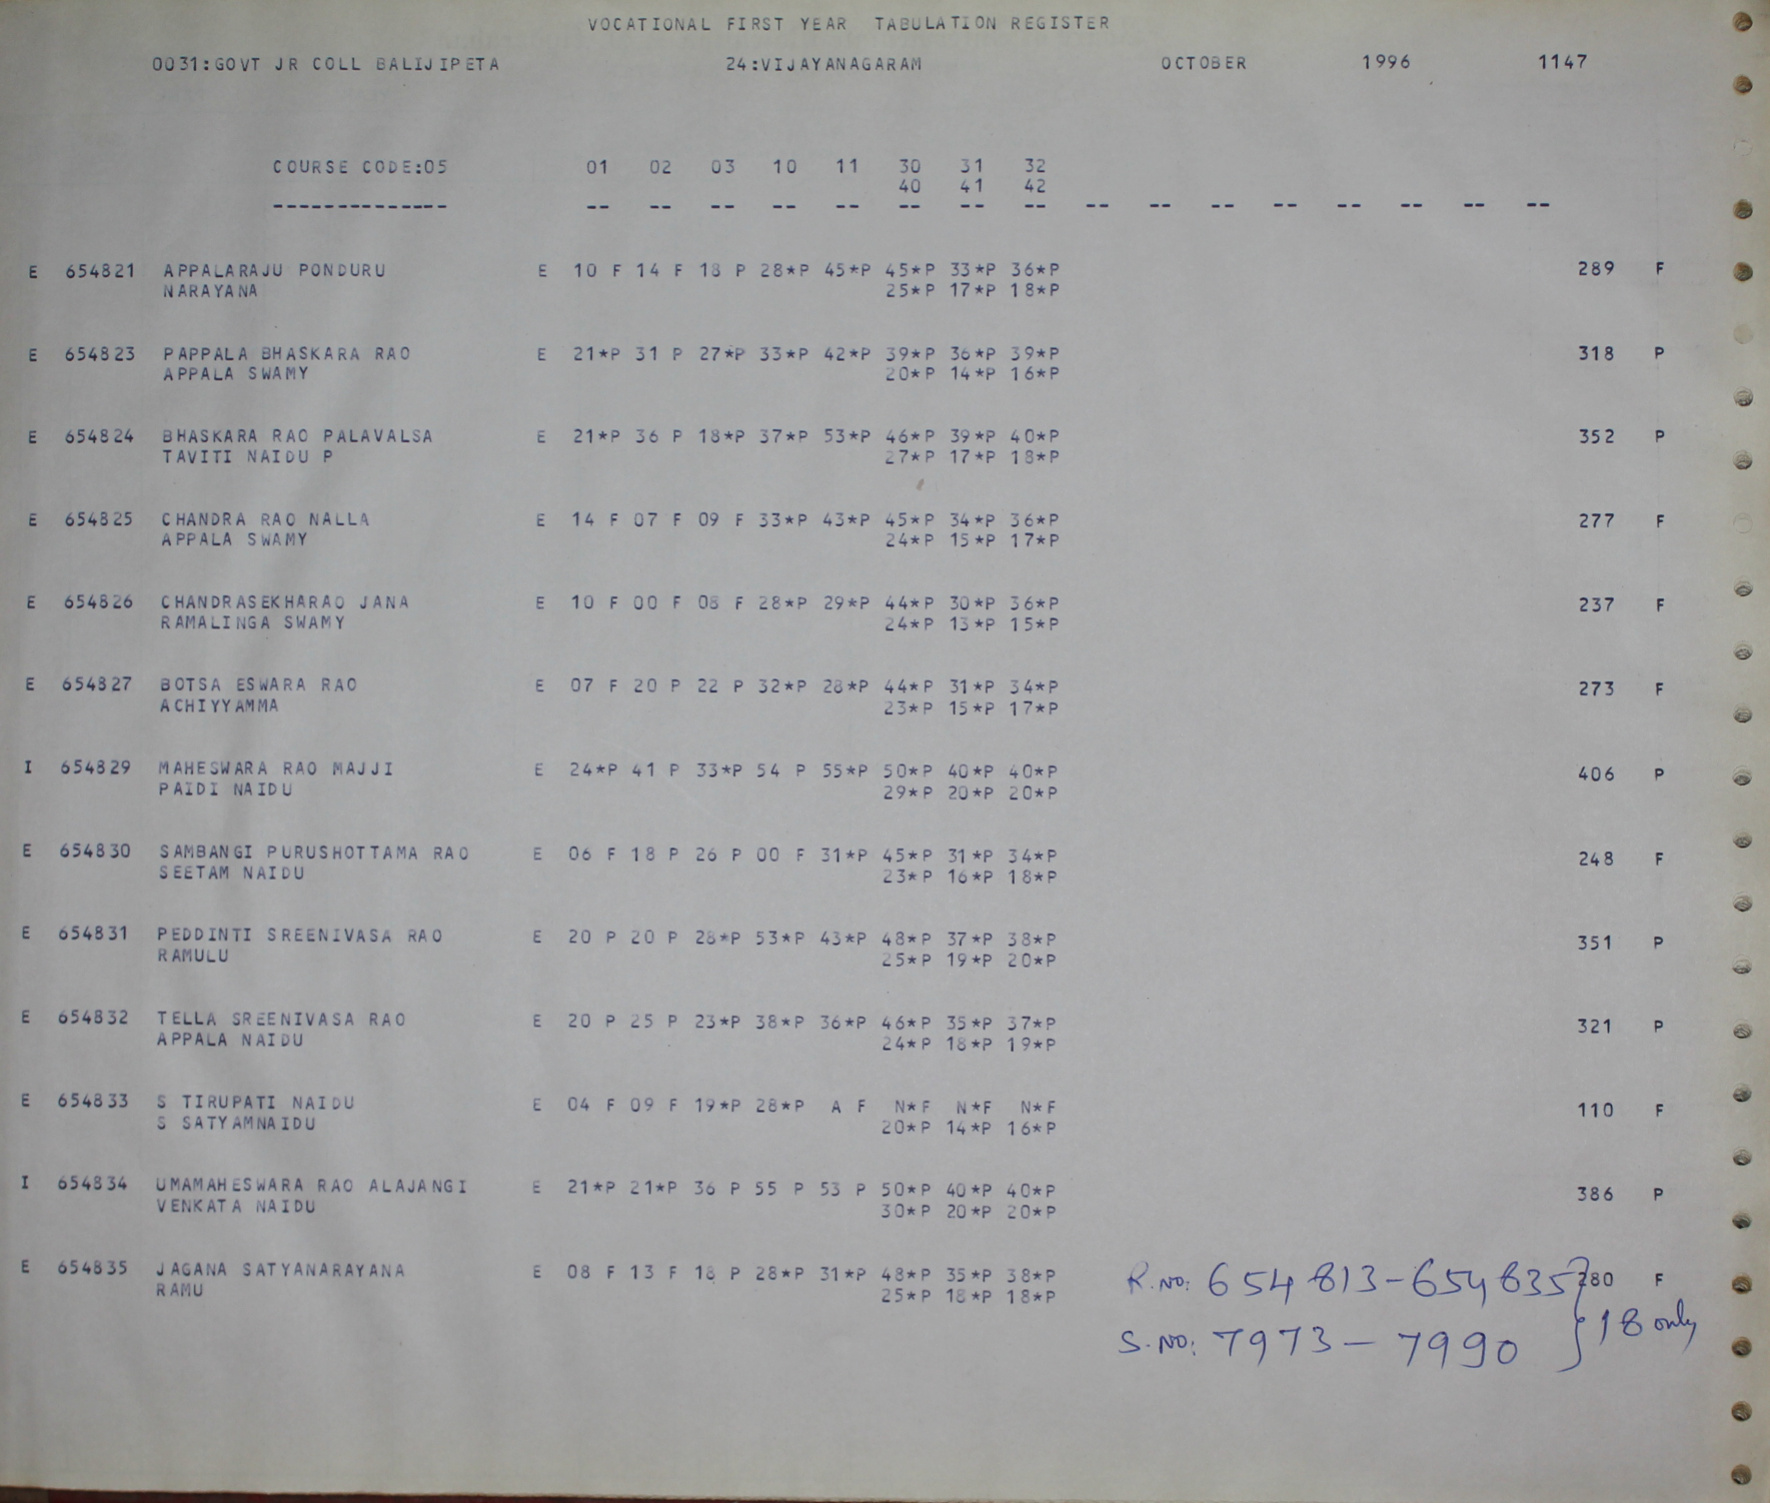 VOCATIONAL FIRST YEAR TABULATION REGISTER
0031:GOVT JR COLL BALIJIPETA 24:VIJAYANAGARAM OCTOBER 1996 1147
COURSE CODE:05 01 02 03 10 11 30 31 32
40 41 42
-------------- -- -- -- -- -- -- -- -- -- -- -- -- -- -- -- --
E 654821 APPALARAJU PONDURU E 10 F 14 F 18 P 28*P 45*P 45*P 33*P 36*P 289 F
NARAYANA 25*P 17*P 18*P
E 654823 PAPPALA BHASKARA RAO E 21*P 31 P 27*P 33*P 42*P 39*P 36*P 39*P 318 P
APPALA SWAMY 20*P 14*P 16*P
E 654824 BHASKARA RAO PALAVALSA E 21*P 36 P 18*P 37*P 53*P 46*P 39*P 40*P 352 P
TAVITI NAIDU P 27*P 17*P 18*P
E 654825 CHANDRA RAO NALLA E 14 F 07 F 09 F 33*P 43*P 45*P 34*P 36*P 277 F
APPALA SWAMY 24*P 15*P 17*P
E 654826 CHANDRASEKHARAO JANA E 10 F 00 F 08 F 28*P 29*P 44*P 30*P 36*P 237 F
RAMALINGA SWAMY 24*P 13*P 15*P
E 654827 BOTSA ESWARA RAO E 07 F 20 P 22 P 32*P 28*P 44*P 31*P 34*P 273 F
ACHIYYAMMA 23*P 15*P 17*P
I 654829 MAHESWARA RAO MAJJI E 24*P 41 P 33*P 54 P 55*P 50*P 40*P 40*P 406 P
PAIDI NAIDU 29*P 20*P 20*P
E 654830 SAMBANGI PURUSHOTTAMA RAO E 06 F 18 P 26 P 00 F 31*P 45*P 31*P 34*P 248 F
SEETAM NAIDU 23*P 16*P 18*P
E 654831 PEDDINTI SREENIVASA RAO E 20 P 20 P 28*P 53*P 43*P 48*P 37*P 38*P 351 P
RAMULU 25*P 19*P 20*P
E 654832 TELLA SREENIVASA RAO E 20 P 25 P 23*P 38*P 36*P 46*P 35*P 37*P 321 P
APPALA NAIDU 24*P 18*P 19*P
E 654833 S TIRUPATI NAIDU E 04 F 09 F 19*P 28*P A F N*F N*F N*F 110 F
S SATYAMNAIDU 20*P 14*P 16*P
I 654834 UMAMAHESWARA RAO ALAJANGI E 21*P 21*P 36 P 55 P 53 P 50*P 40*P 40*P 386 P
VENKATA NAIDU 30*P 20*P 20*P
E 654835 JAGANA SATYANARAYANA E 08 F 13 F 18 P 28*P 31*P 48*P 35*P 38*P 280 F
RAMU 25*P 18*P 18*P
R.NO: 654813-654835
S.NO: 7973-7990 } 18 only